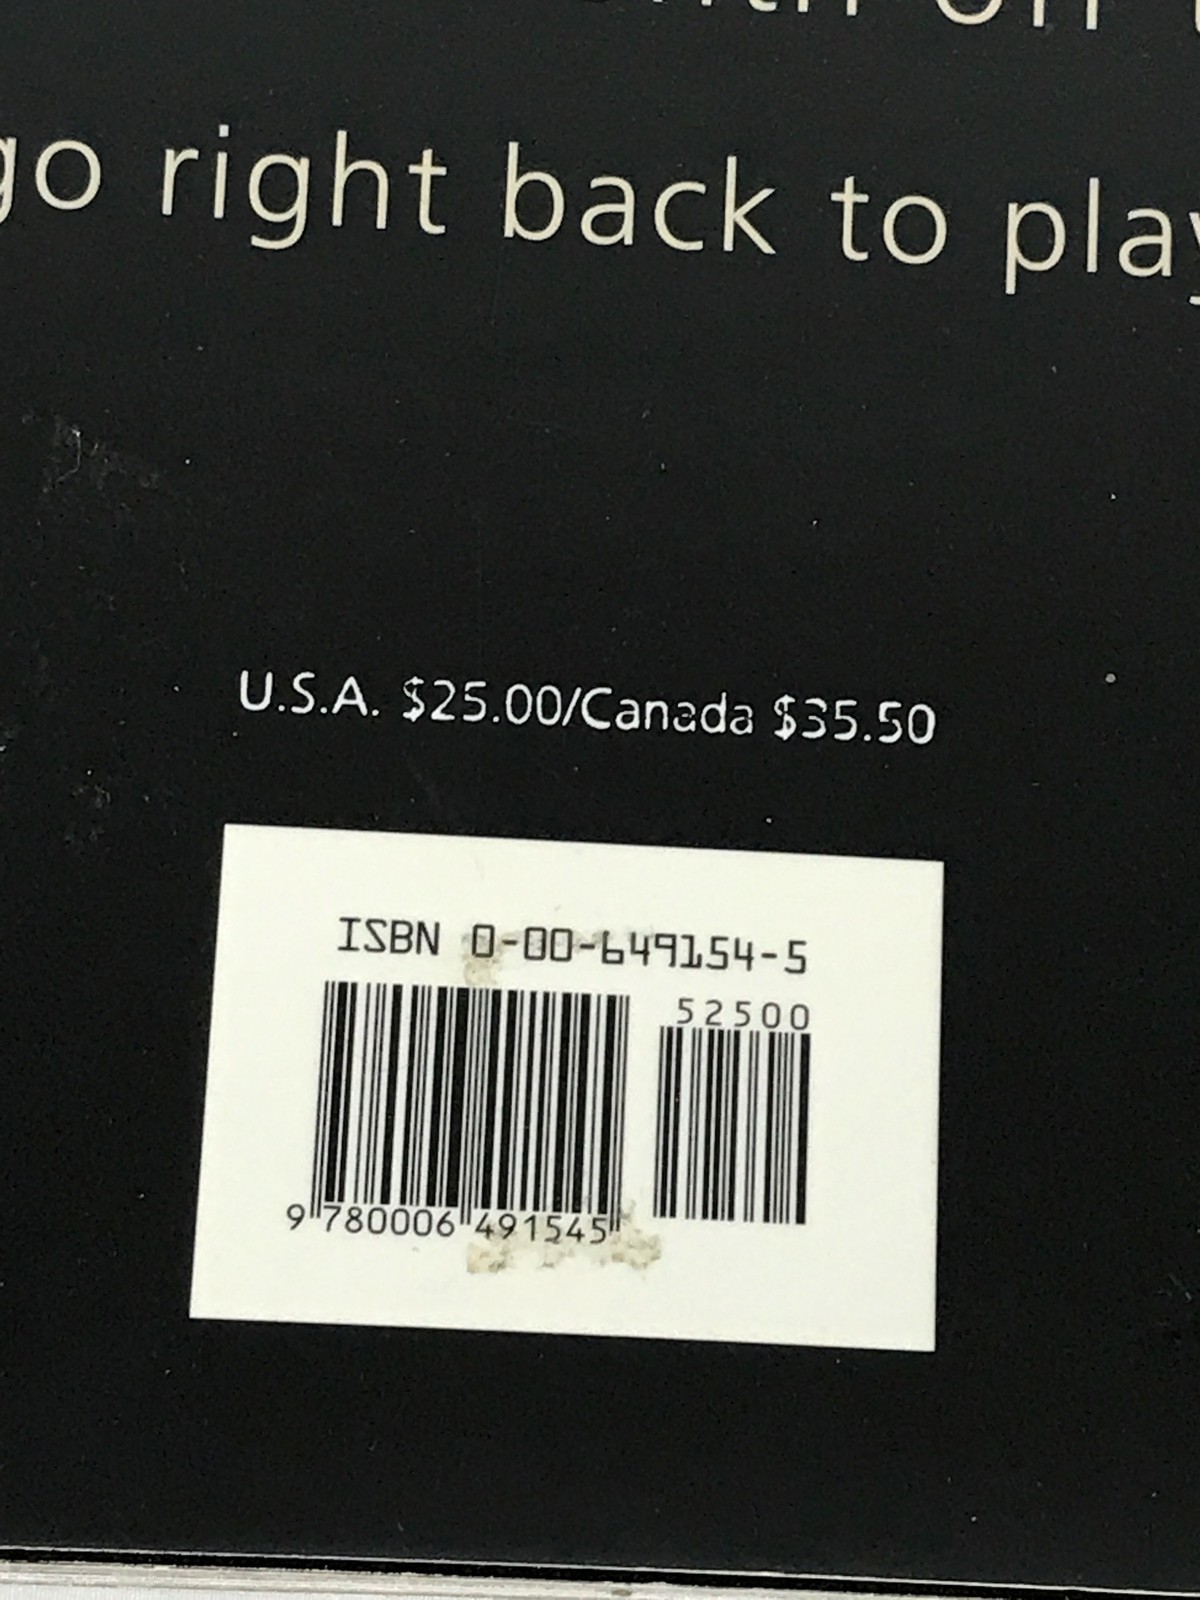 off
go right back to play
U.S.A. $25.00/Canada $35.50
ISBN 0-00-649154-5
52500
9 780006 491545